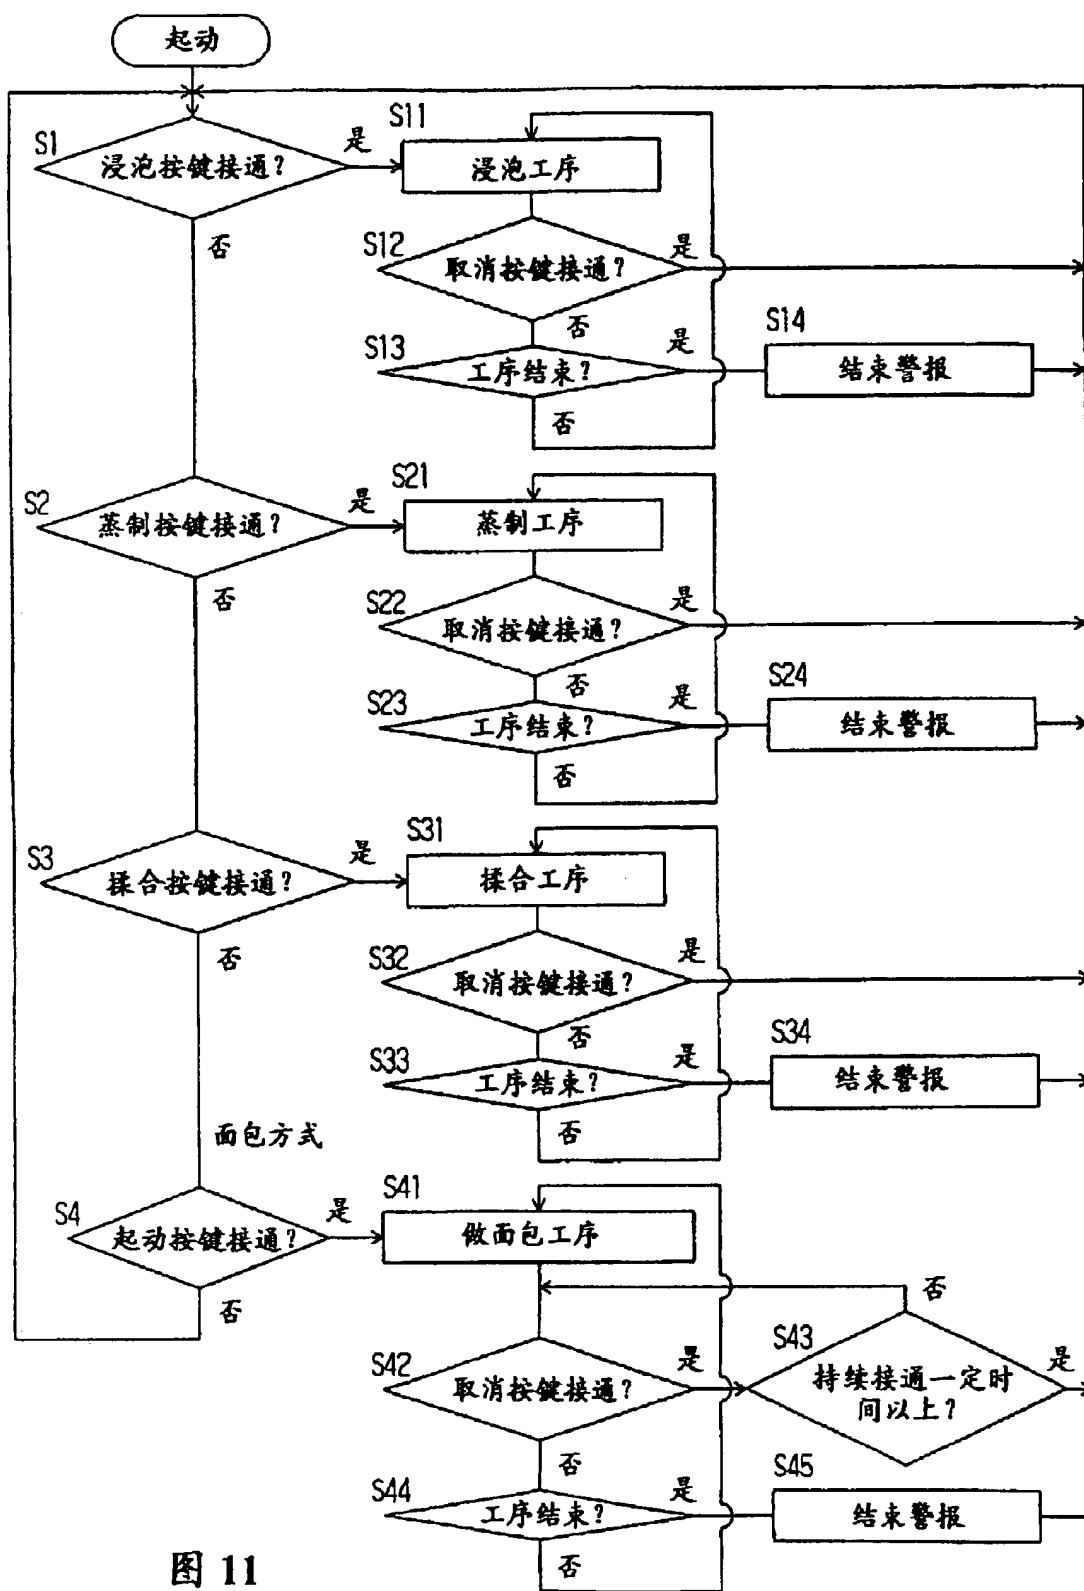 起动
S1
浸泡按键接通?
是
否
S11
浸泡工序
S12
取消按键接通?
是
否
S13
工序结束?
是
否
S14
结束警报
S2
蒸制按键接通?
是
否
S21
蒸制工序
S22
取消按键接通?
是
否
S23
工序结束?
是
否
S24
结束警报
S3
揉合按键接通?
是
否
S31
揉合工序
S32
取消按键接通?
是
否
S33
工序结束?
是
否
S34
结束警报
面包方式
S4
起动按键接通?
是
否
S41
做面包工序
S42
取消按键接通?
是
否
S43
持续接通一定时
间以上?
否
是
S44
工序结束?
是
否
S45
结束警报
图 11